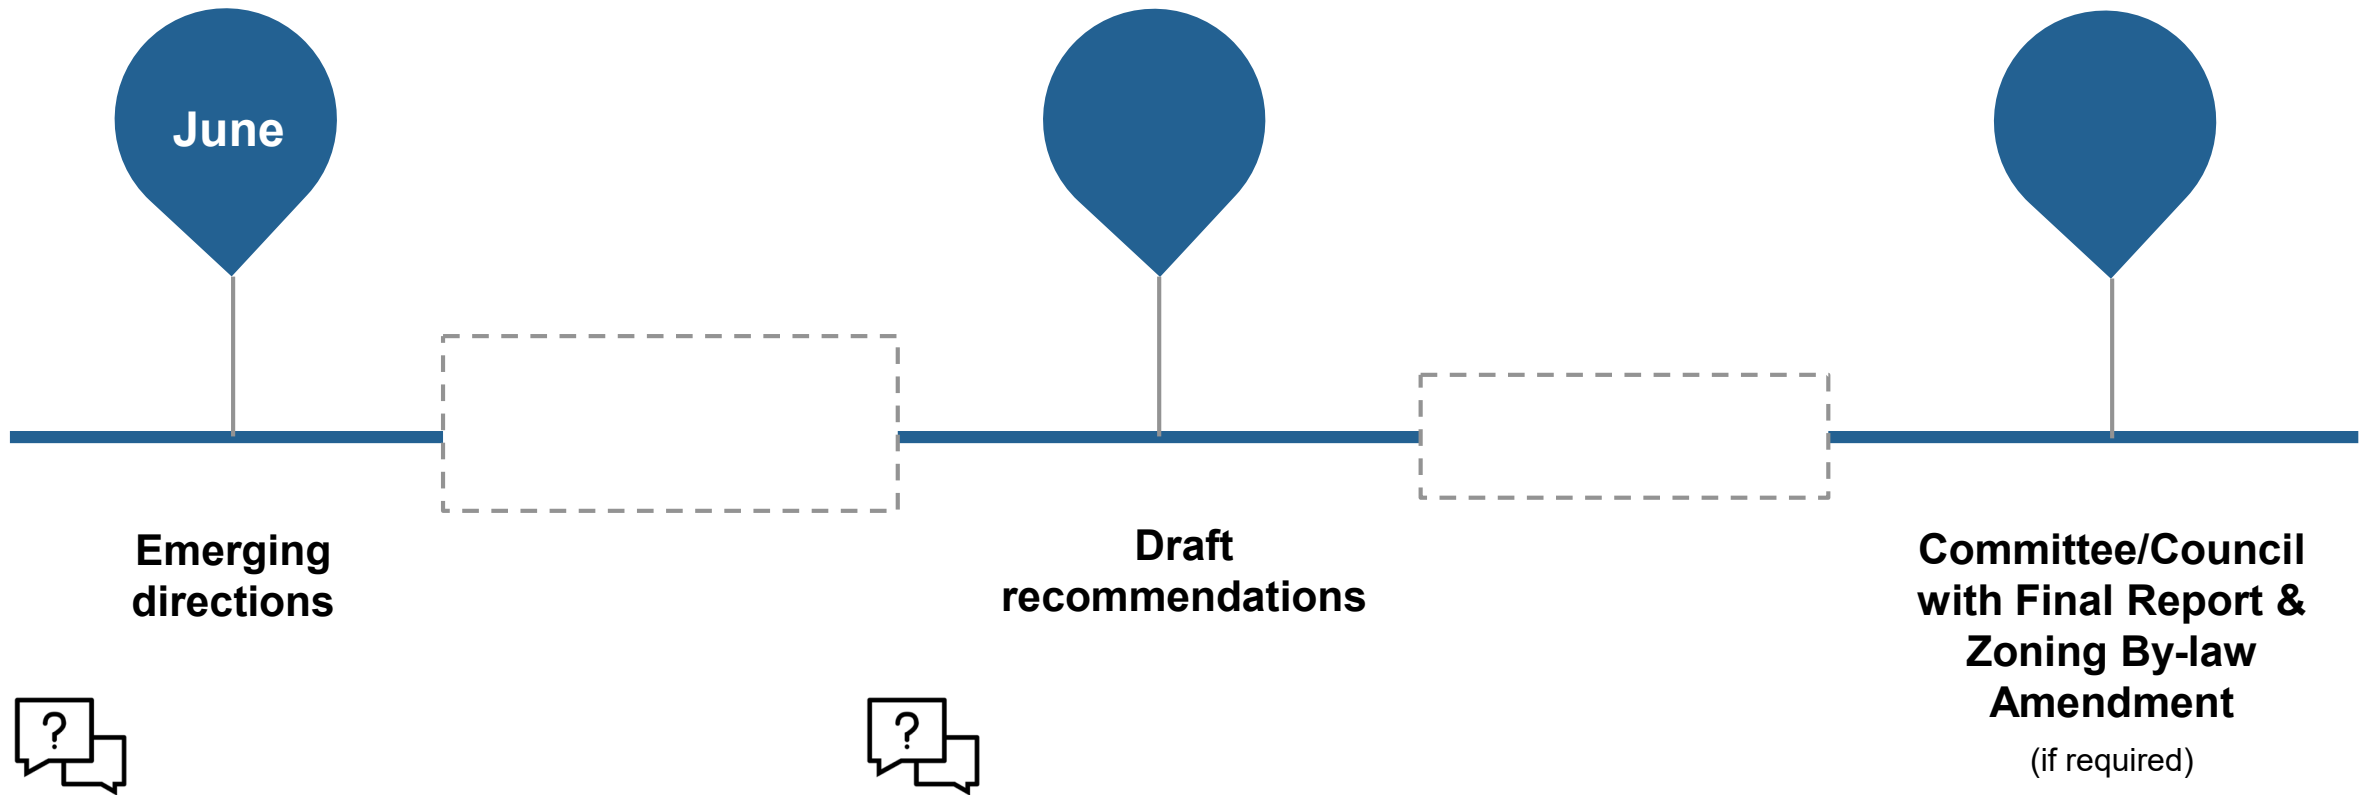 June
Emerging
directions
Draft
recommendations
Committee/Council
with Final Report &
Zoning By-law
Amendment
(if required)
?
?